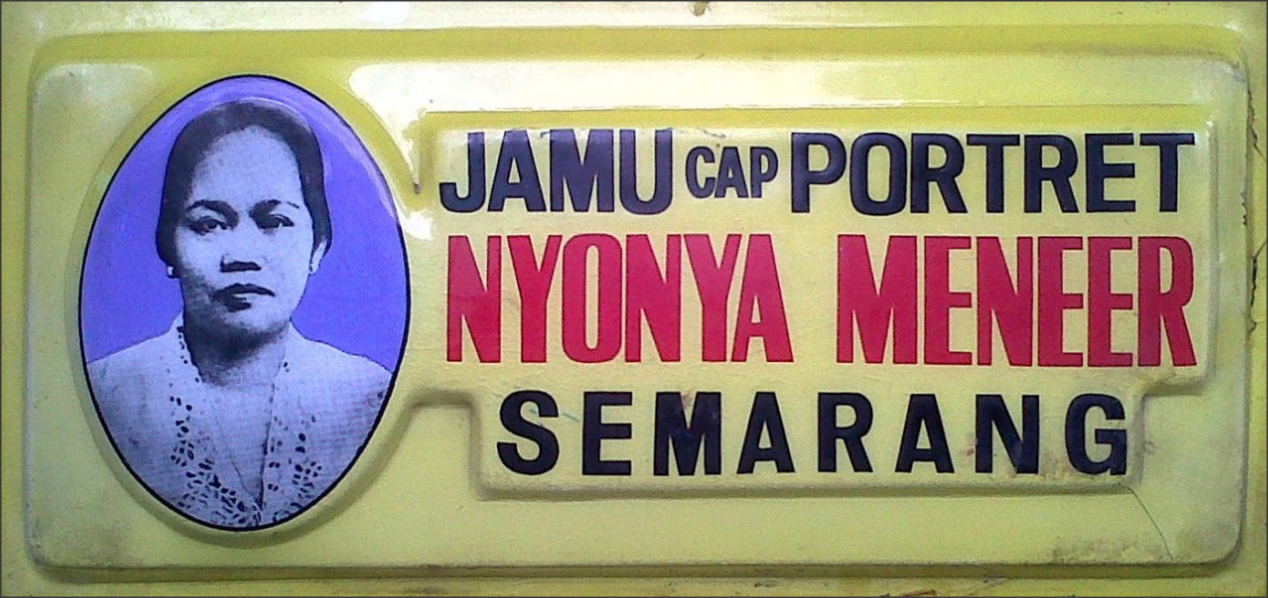 JAMU CAP PORTRET
NYONYA MENEER
SEMARANG